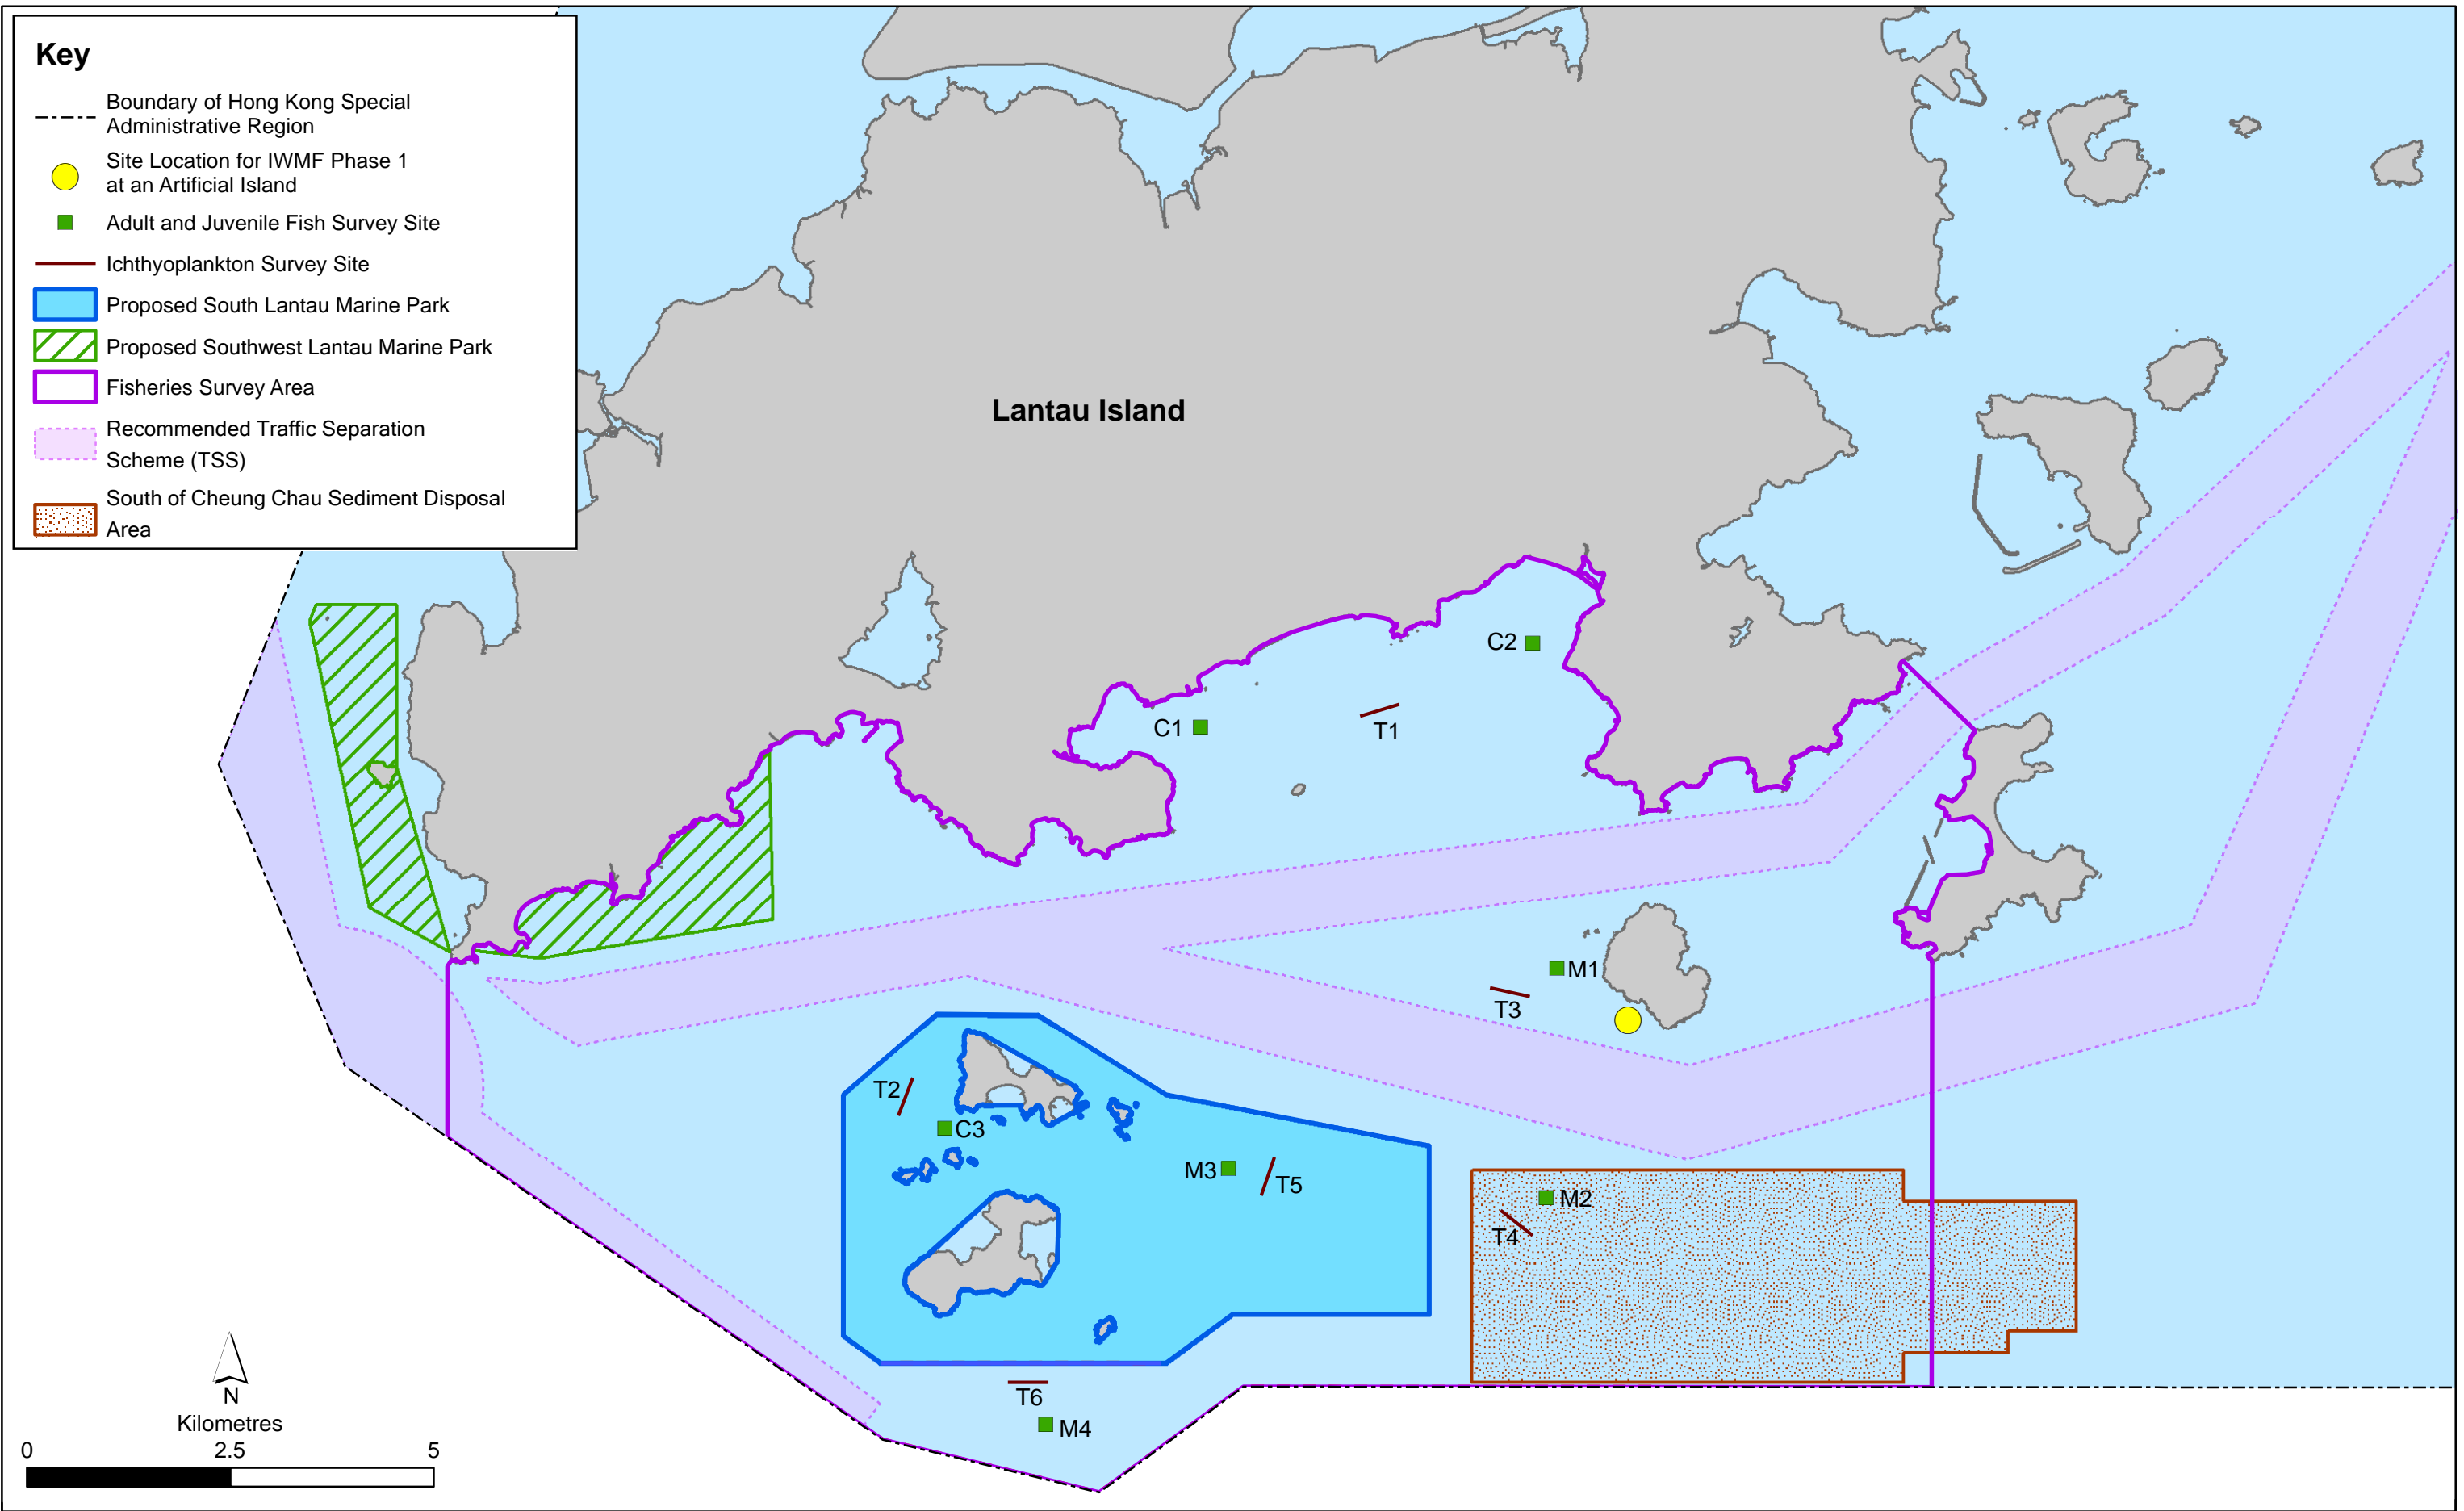 Key
Boundary of Hong Kong Special
Administrative Region
Site Location for IWMF Phase 1
at an Artificial Island
Adult and Juvenile Fish Survey Site
Ichthyoplankton Survey Site
Proposed South Lantau Marine Park
Proposed Southwest Lantau Marine Park
Fisheries Survey Area
Recommended Traffic Separation
Scheme (TSS)
South of Cheung Chau Sediment Disposal
Area
Lantau Island
C2
C1
T1
M1
T3
T2
C3
M3
T5
M2
T4
T6
M4
N
Kilometres
0 2.5 5